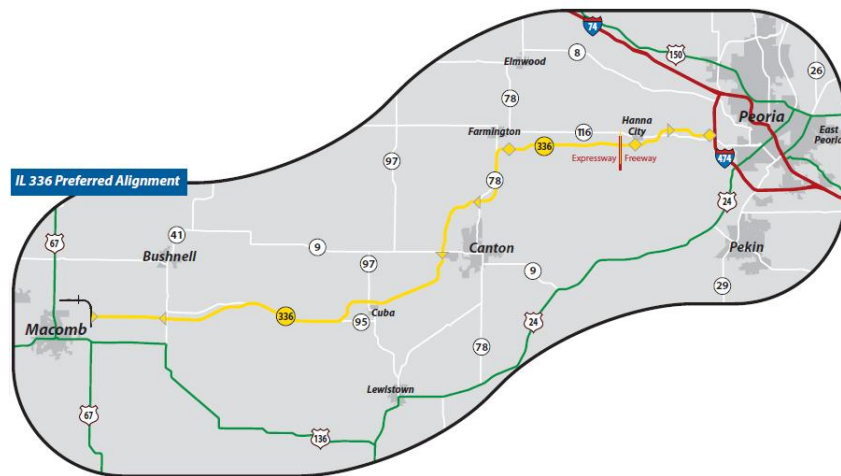 74
150
8
26
Elmwood
78
Peoria
Hanna
City
116
Farmington
336
East
Peoria
Expressway
Freeway
474
97
IL 336 Preferred Alignment
78
24
67
41
9
Canton
Pekin
Bushnell
97
9
29
336
Cuba
95
24
Macomb
78
Lewistown
67
136